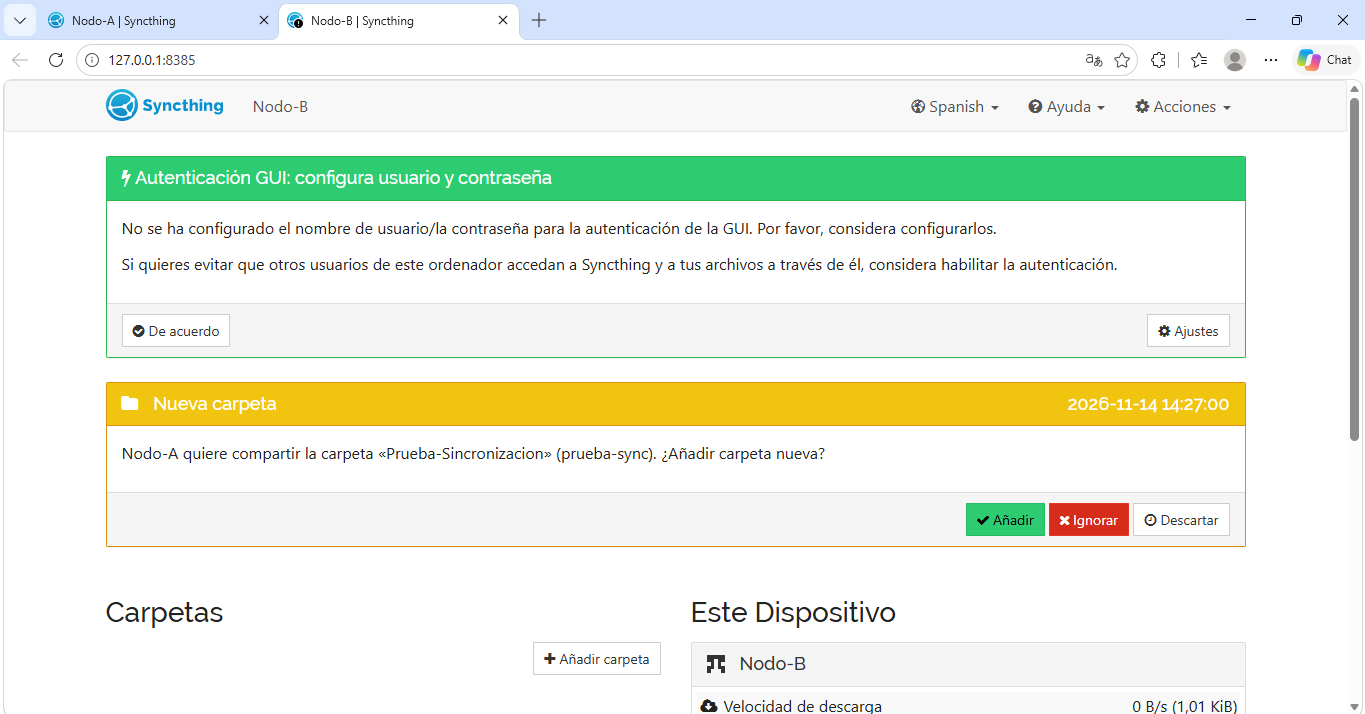 Nodo-A | Syncthing
Nodo-B | Syncthing
127.0.0.1:8385
Chat
Syncthing Nodo-B Spanish Ayuda Acciones
Autenticación GUI: configura usuario y contraseña
No se ha configurado el nombre de usuario/la contraseña para la autenticación de la GUI. Por favor, considera configurarlos.
Si quieres evitar que otros usuarios de este ordenador accedan a Syncthing y a tus archivos a través de él, considera habilitar la autenticación.
De acuerdo Ajustes
Nueva carpeta 2026-11-14 14:27:00
Nodo-A quiere compartir la carpeta «Prueba-Sincronizacion» (prueba-sync). ¿Añadir carpeta nueva?
Añadir Ignorar Descartar
Carpetas
Añadir carpeta
Este Dispositivo
Nodo-B
Velocidad de descarga 0 B/s (1,01 KiB)